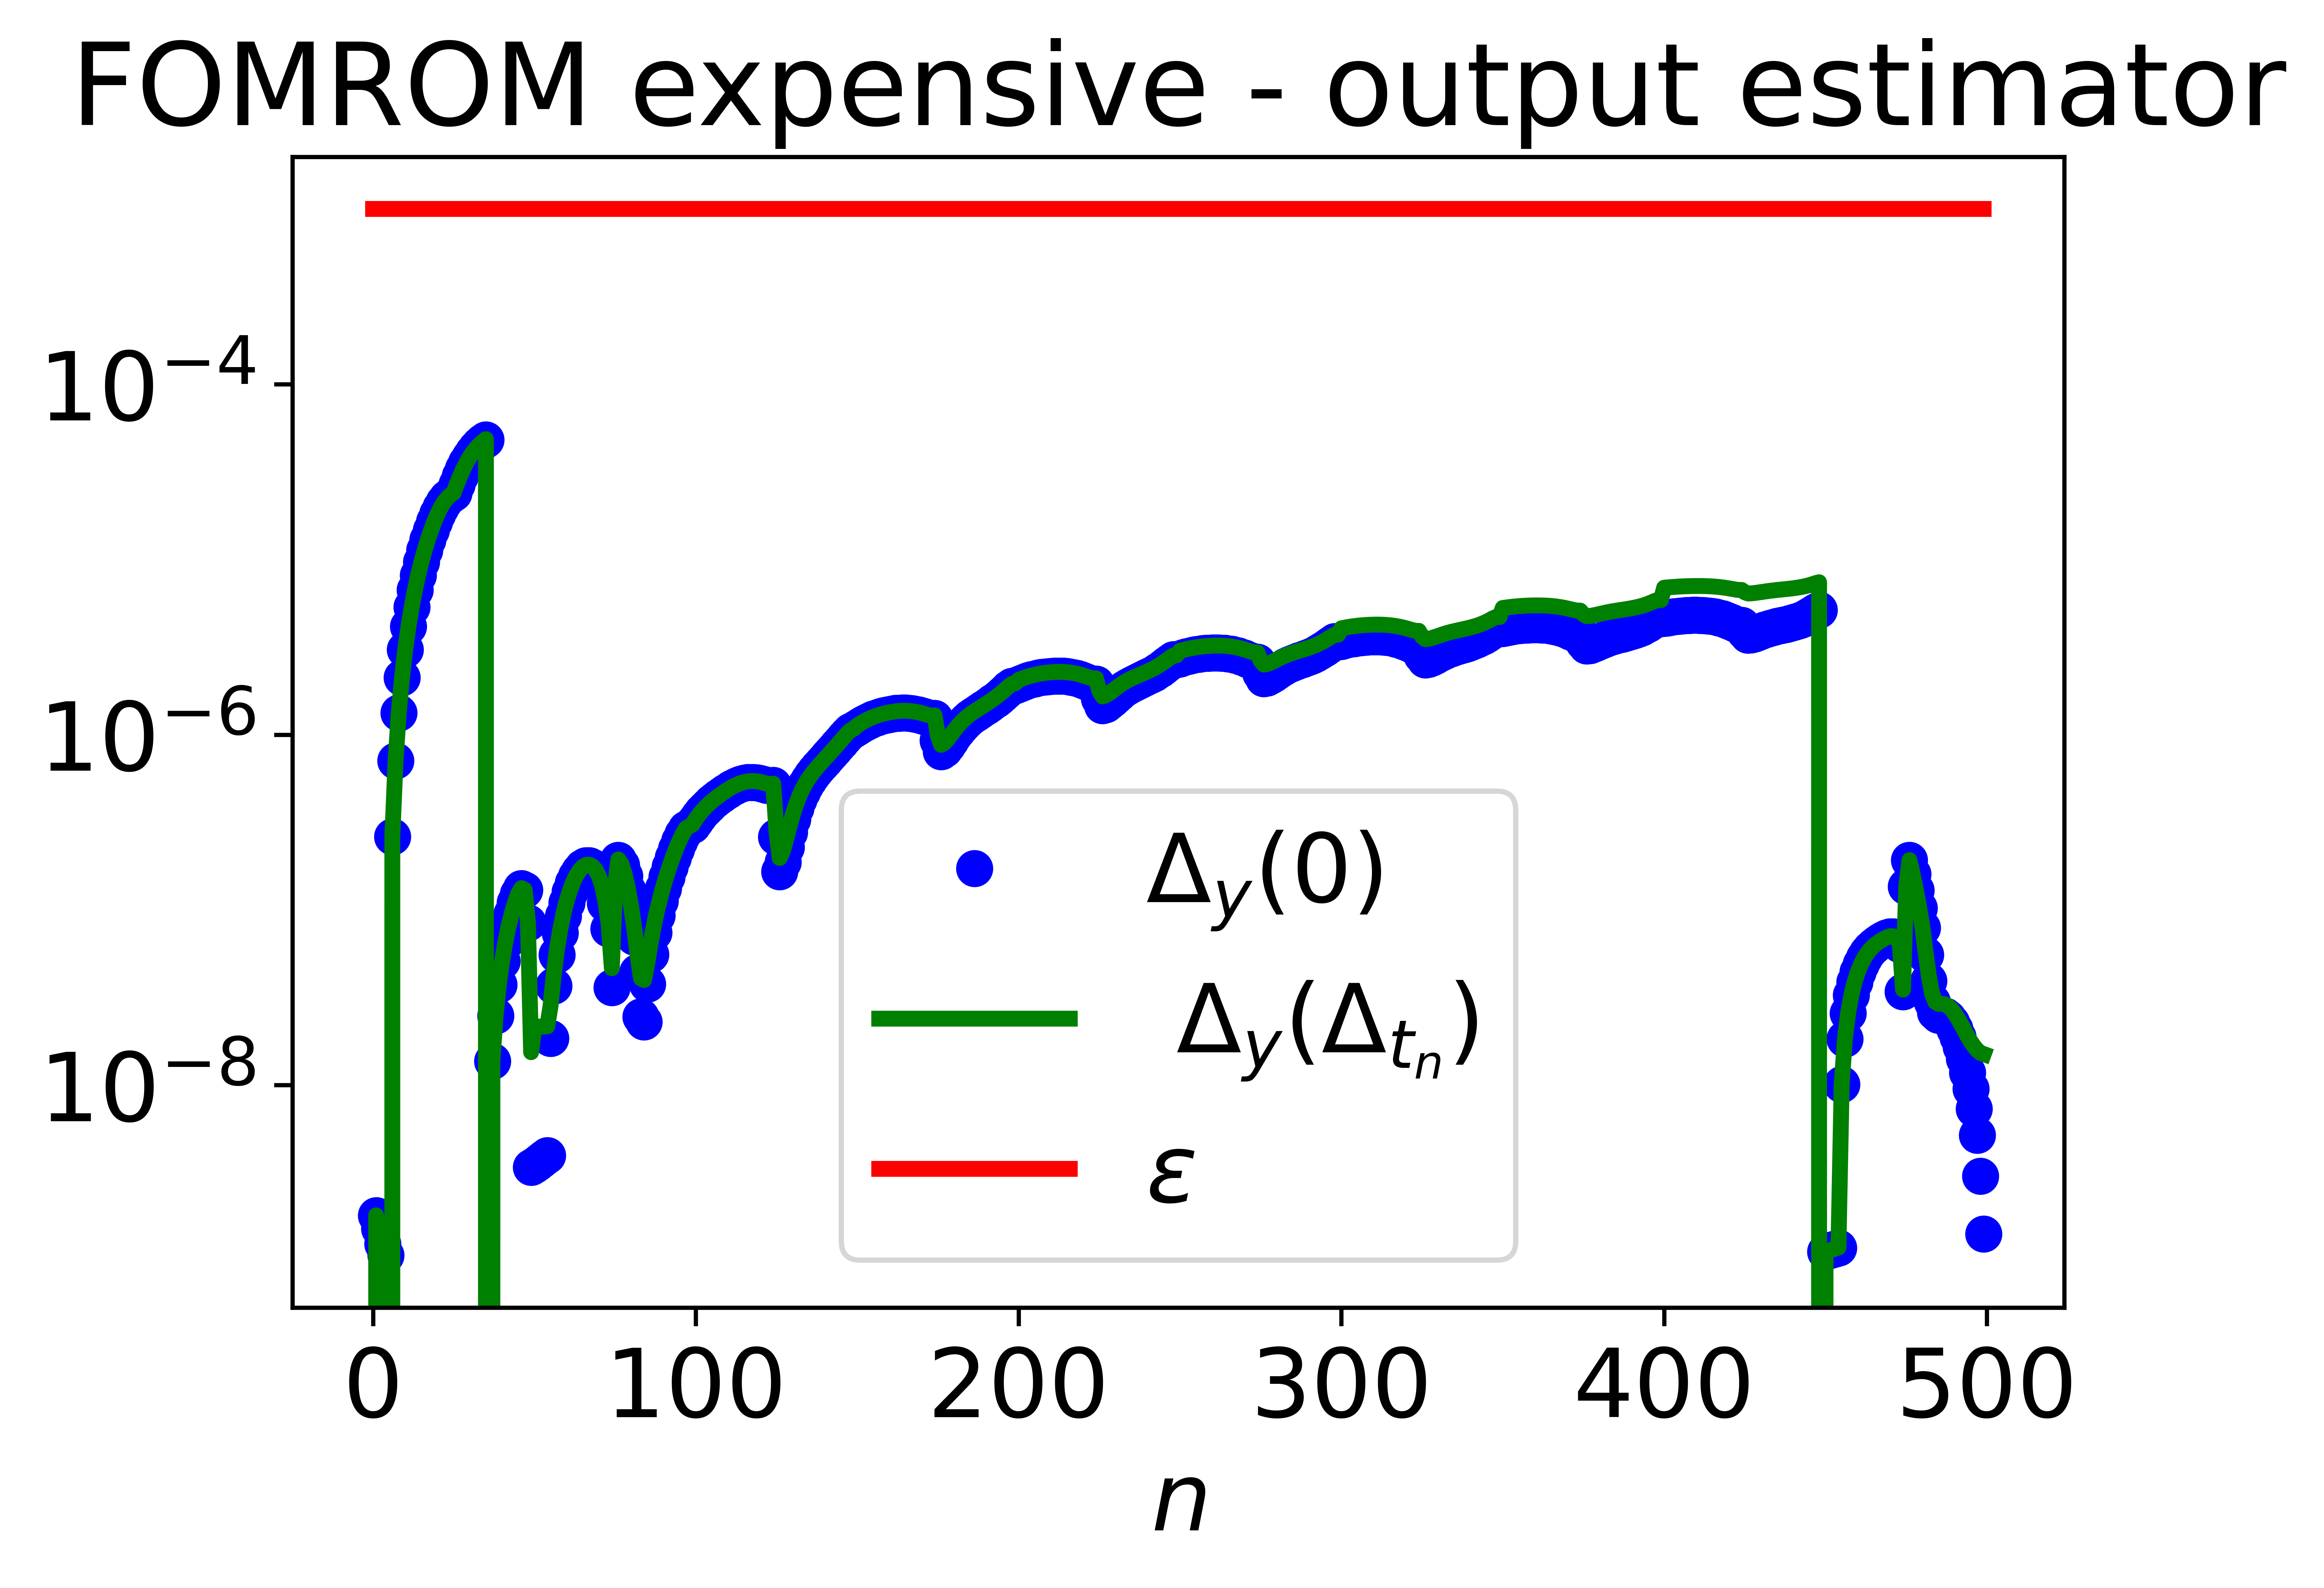 FOMROM expensive - output estimator
10⁻⁴
10⁻⁶
10⁻⁸
Δ_y(0)
Δ_y(Δ_{t_n})
ε
0 100 200 300 400 500
n